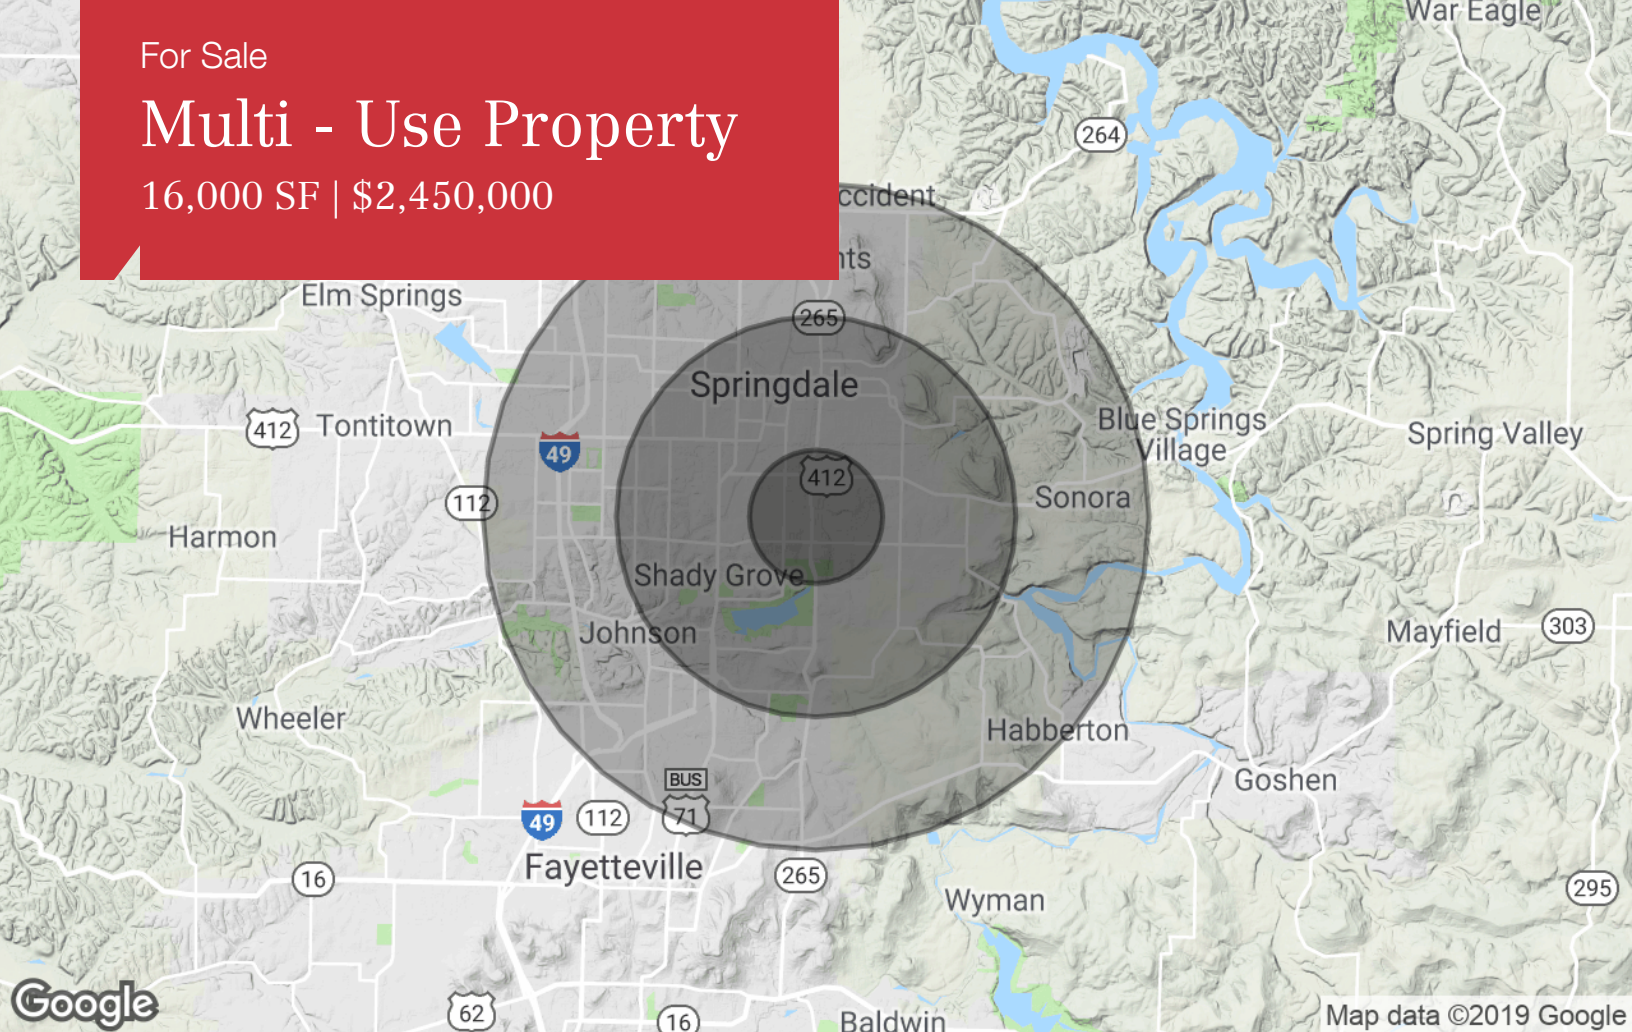 For Sale
Multi - Use Property
16,000 SF | $2,450,000
War Eagle
264
ccident
nts
Elm Springs
265
Springdale
412
Tontitown
49
Blue Springs
Village
Spring Valley
412
112
Sonora
Harmon
Shady Grove
Johnson
Mayfield
303
Wheeler
Habberton
BUS
71
Goshen
49
112
Fayetteville
265
16
295
Wyman
Google
62
16
Baldwin
Map data ©2019 Google